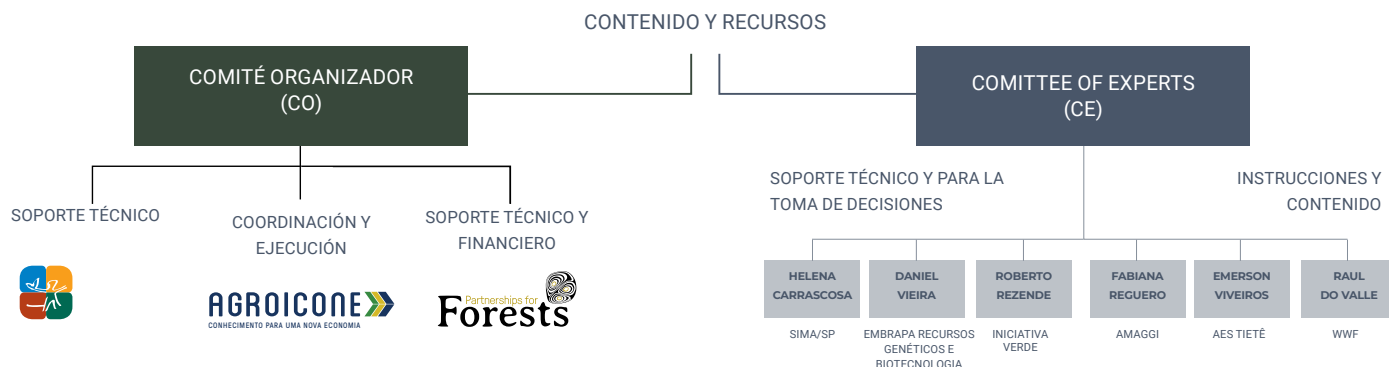 CONTENIDO Y RECURSOS
COMITÉ ORGANIZADOR
(CO)
COMITTEE OF EXPERTS
(CE)
SOPORTE TÉCNICO
COORDINACIÓN Y
EJECUCIÓN
SOPORTE TÉCNICO Y
FINANCIERO
AGROICONE
CONHECIMENTO PARA UMA NOVA ECONOMIA
Partnerships for
Forests
SOPORTE TÉCNICO Y PARA LA
TOMA DE DECISIONES
INSTRUCCIONES Y
CONTENIDO
HELENA
CARRASCOSA
SIMA/SP
DANIEL
VIEIRA
EMBRAPA RECURSOS
GENÉTICOS E
BIOTECNOLOGIA
ROBERTO
REZENDE
INICIATIVA
VERDE
FABIANA
REGUERO
AMAGGI
EMERSON
VIVEIROS
AES TIETÊ
RAUL
DO VALLE
WWF